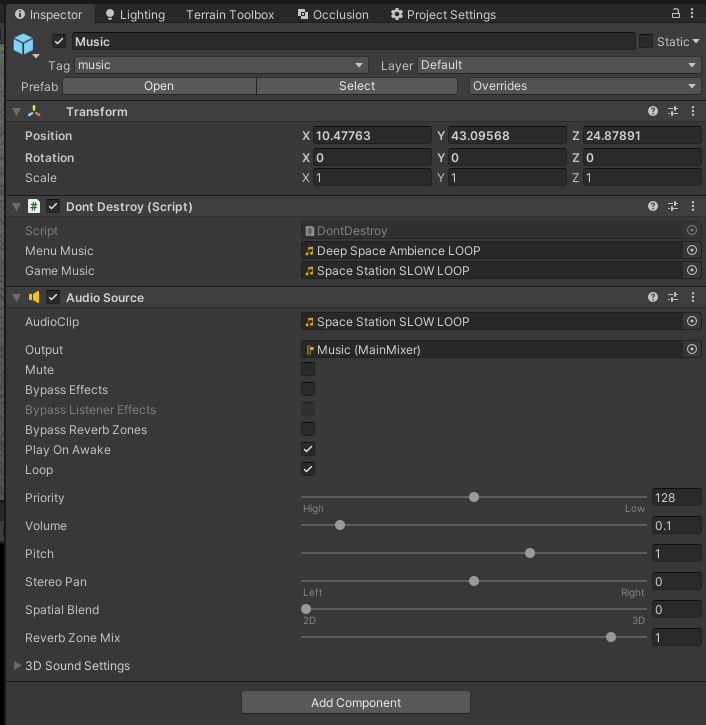 Inspector Lighting Terrain Toolbox Occlusion Project Settings
Music Static
Tag music Layer Default
Prefab Open Select Overrides
Transform
Position X 10.47763 Y 43.09568 Z 24.87891
Rotation X 0 Y 0 Z 0
Scale X 1 Y 1 Z 1
# Dont Destroy (Script)
Script # DontDestroy
Menu Music Deep Space Ambience LOOP
Game Music Space Station SLOW LOOP
Audio Source
AudioClip Space Station SLOW LOOP
Output Music (MainMixer)
Mute
Bypass Effects
Bypass Listener Effects
Bypass Reverb Zones
Play On Awake
Loop
Priority 128
High Low
Volume 0.1
Pitch 1
Stereo Pan 0
Left Right
Spatial Blend 0
2D 3D
Reverb Zone Mix 1
3D Sound Settings
Add Component